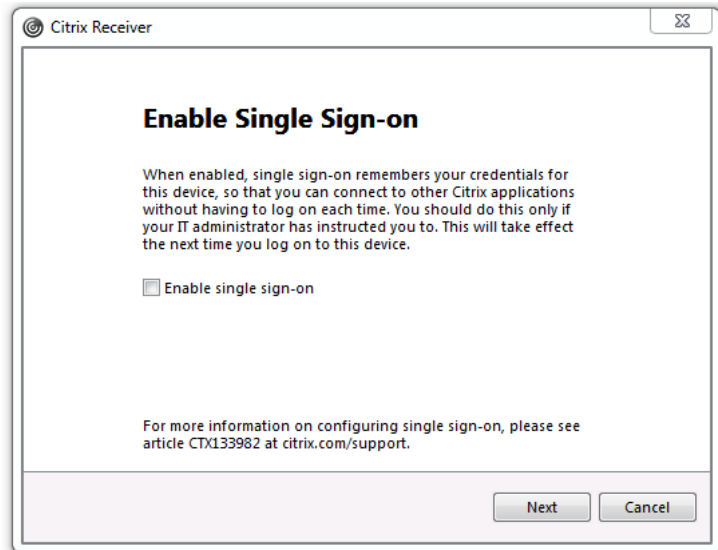 Citrix Receiver
Enable Single Sign-on
When enabled, single sign-on remembers your credentials for
this device, so that you can connect to other Citrix applications
without having to log on each time. You should do this only if
your IT administrator has instructed you to. This will take effect
the next time you log on to this device.
Enable single sign-on
For more information on configuring single sign-on, please see
article CTX133982 at citrix.com/support.
Next Cancel